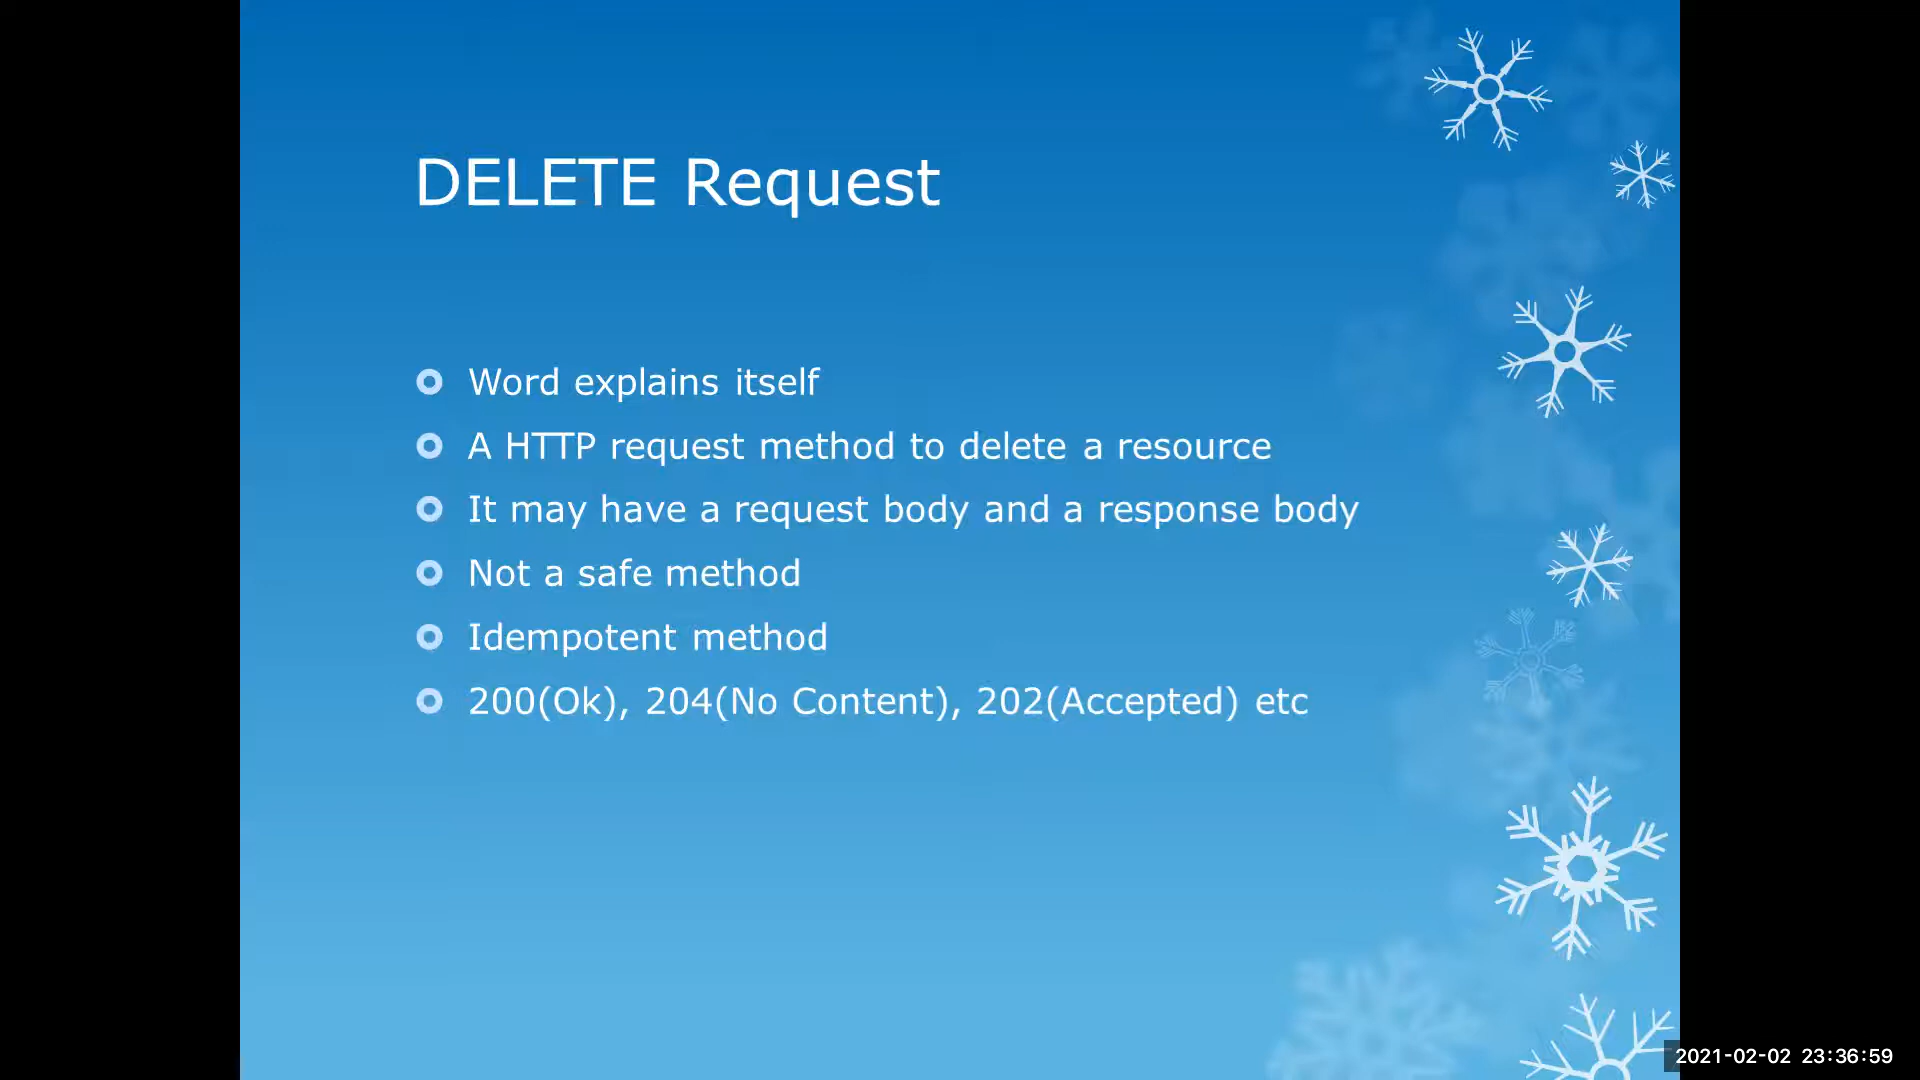 DELETE Request
Word explains itself
A HTTP request method to delete a resource
It may have a request body and a response body
Not a safe method
Idempotent method
200(Ok), 204(No Content), 202(Accepted) etc
2021-02-02 23:36:59